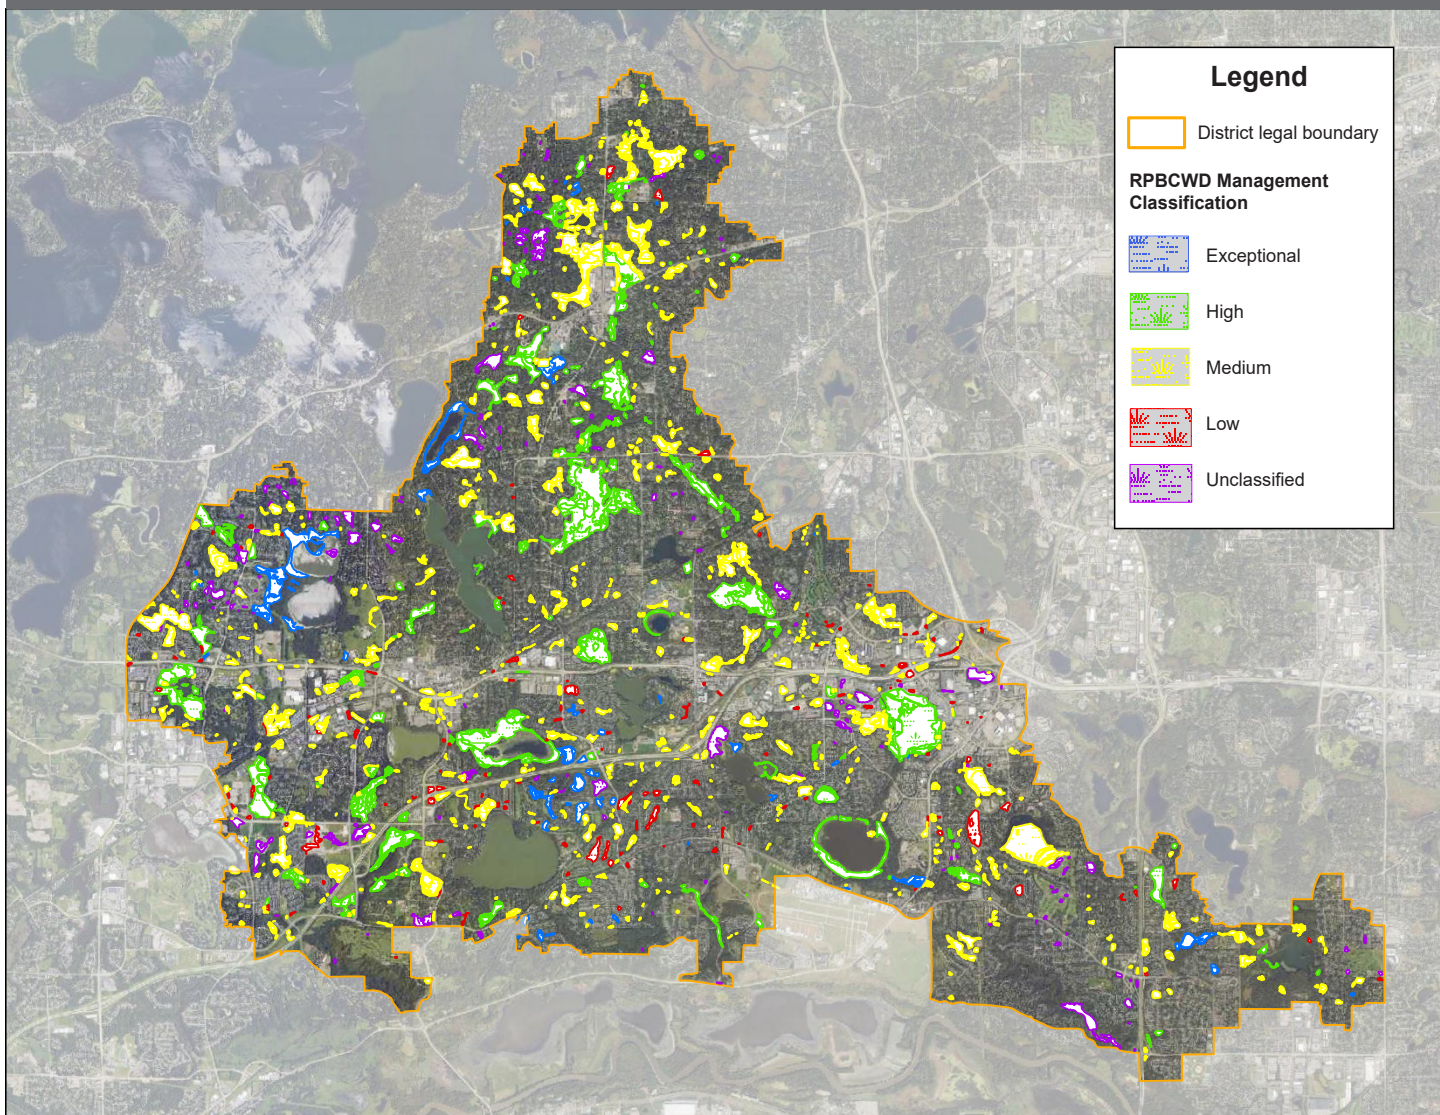 Legend
District legal boundary
RPBCWD Management
Classification
Exceptional
High
Medium
Low
Unclassified